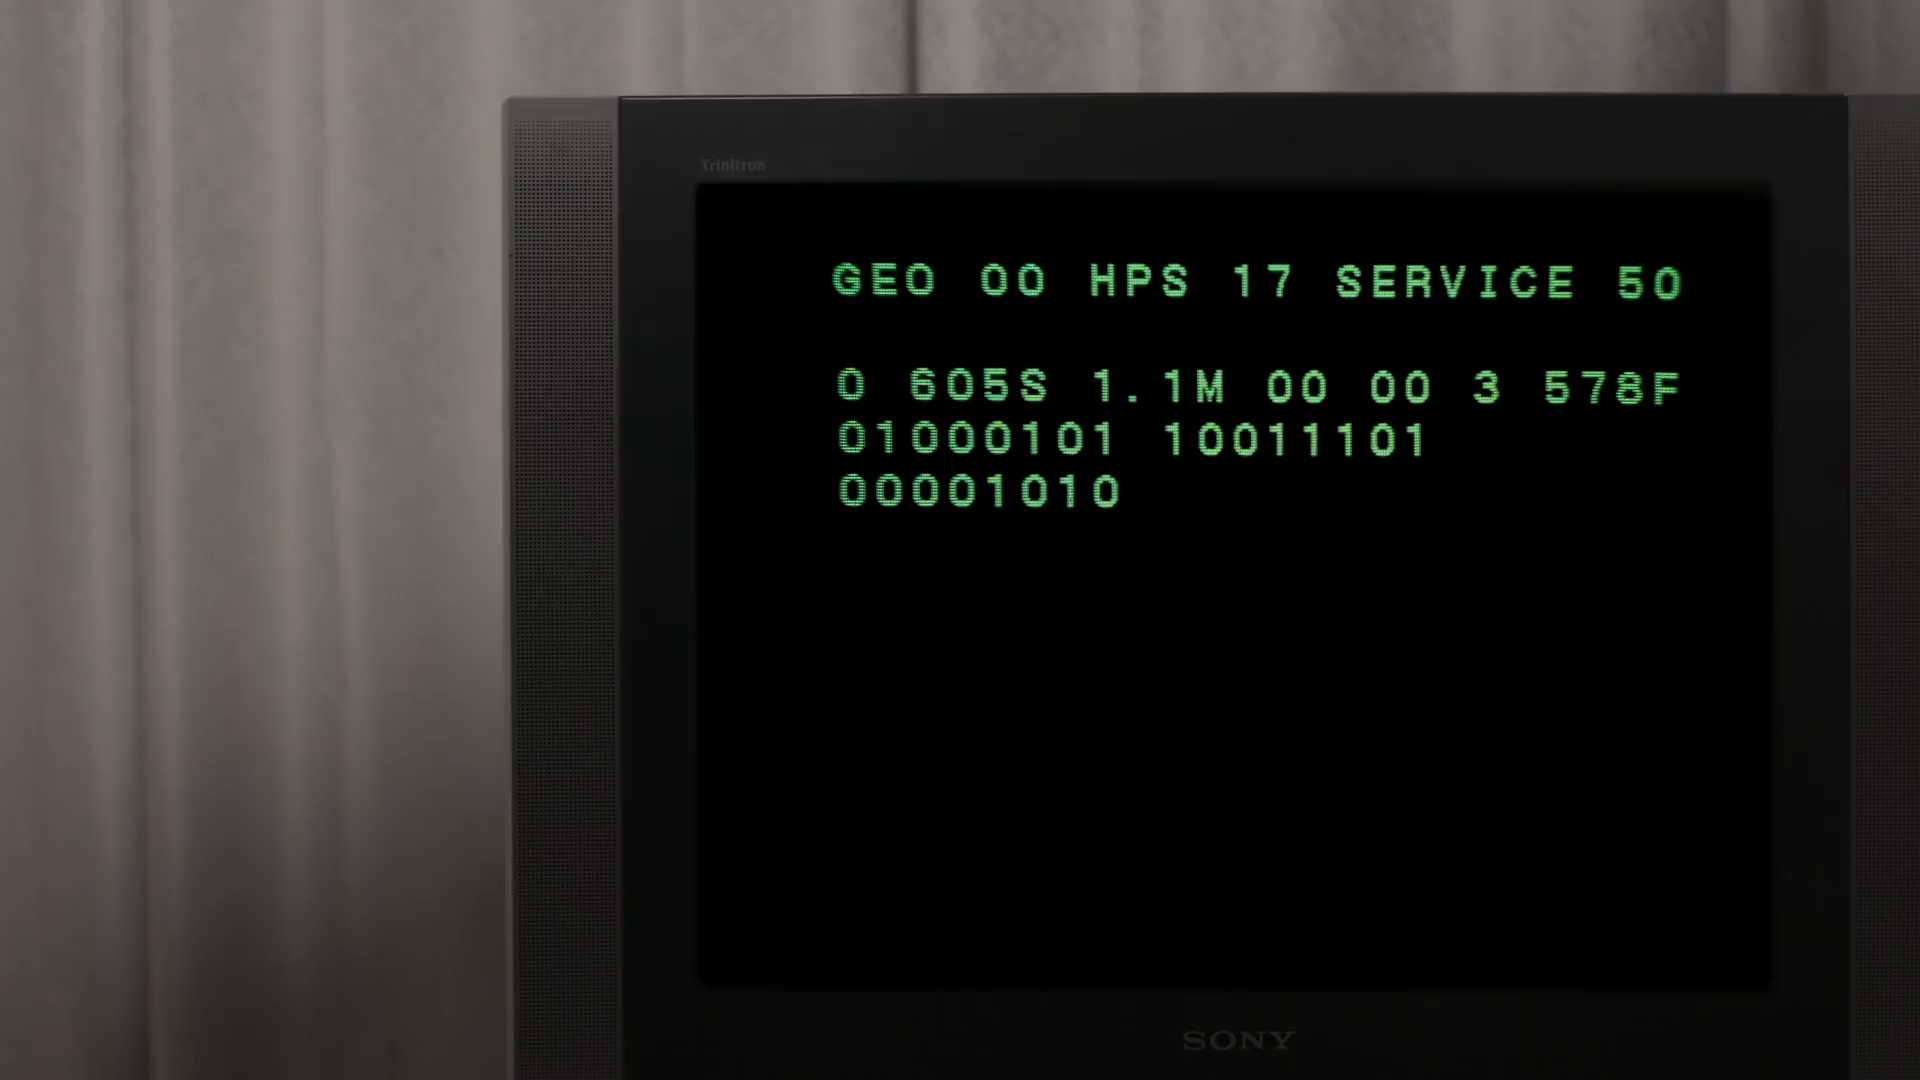 Trinitron
GEO 00 HPS 17 SERVICE 50
0 605S 1.1M 00 00 3 578F
01000101 10011101
00001010
SONY